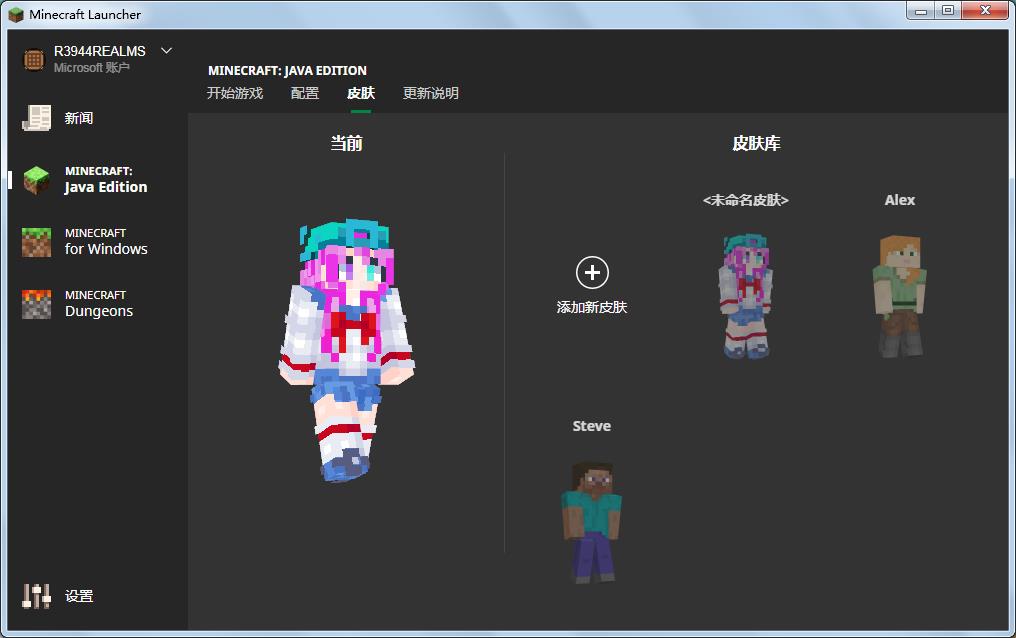 Minecraft Launcher
R3944REALMS
Microsoft 账户
新闻
MINECRAFT:
Java Edition
MINECRAFT
for Windows
MINECRAFT
Dungeons
设置
MINECRAFT: JAVA EDITION
开始游戏 配置 皮肤 更新说明
当前
皮肤库
添加新皮肤
<未命名皮肤>
Alex
Steve